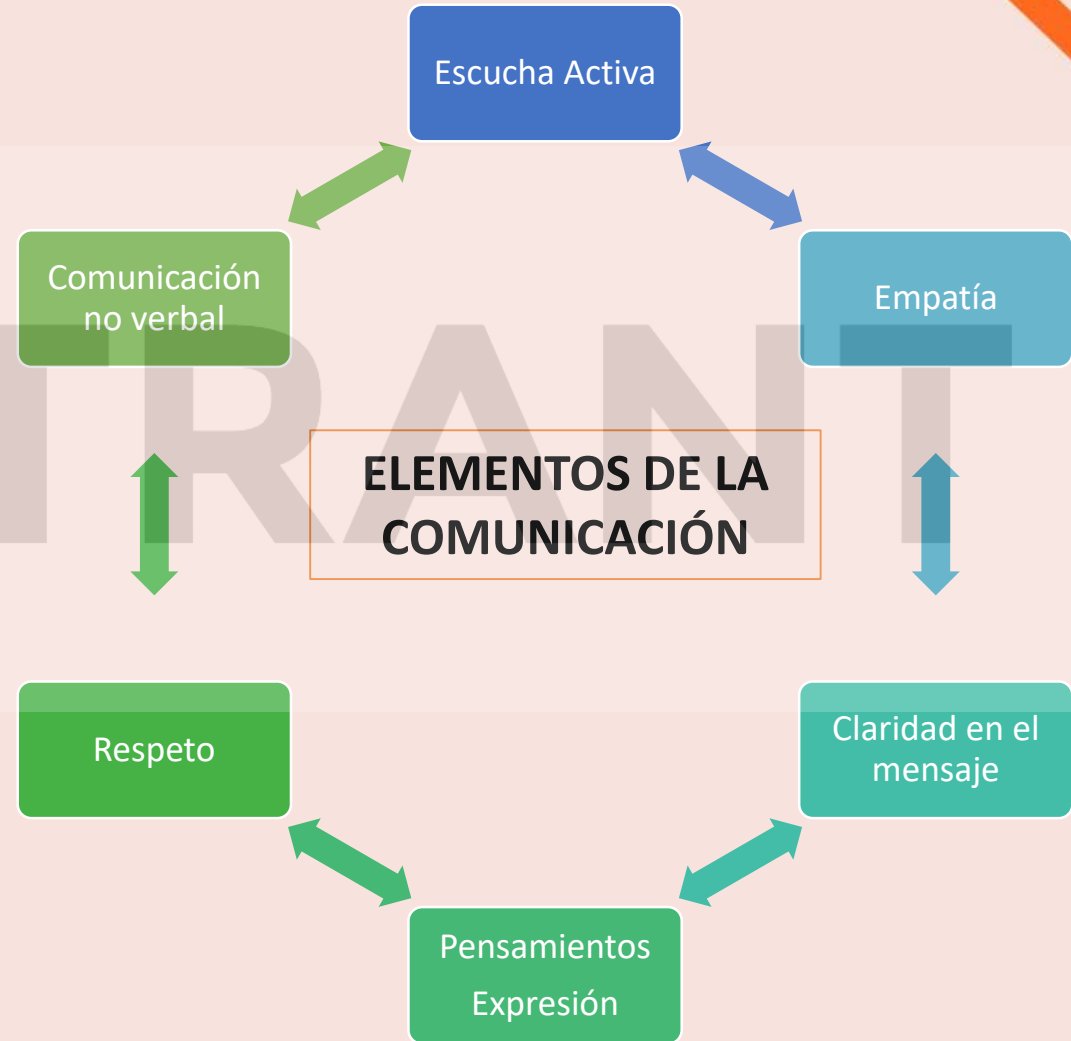 Escucha Activa
Comunicación
no verbal
Empatía
TRANT
ELEMENTOS DE LA
COMUNICACIÓN
Respeto
Claridad en el
mensaje
Pensamientos
Expresión